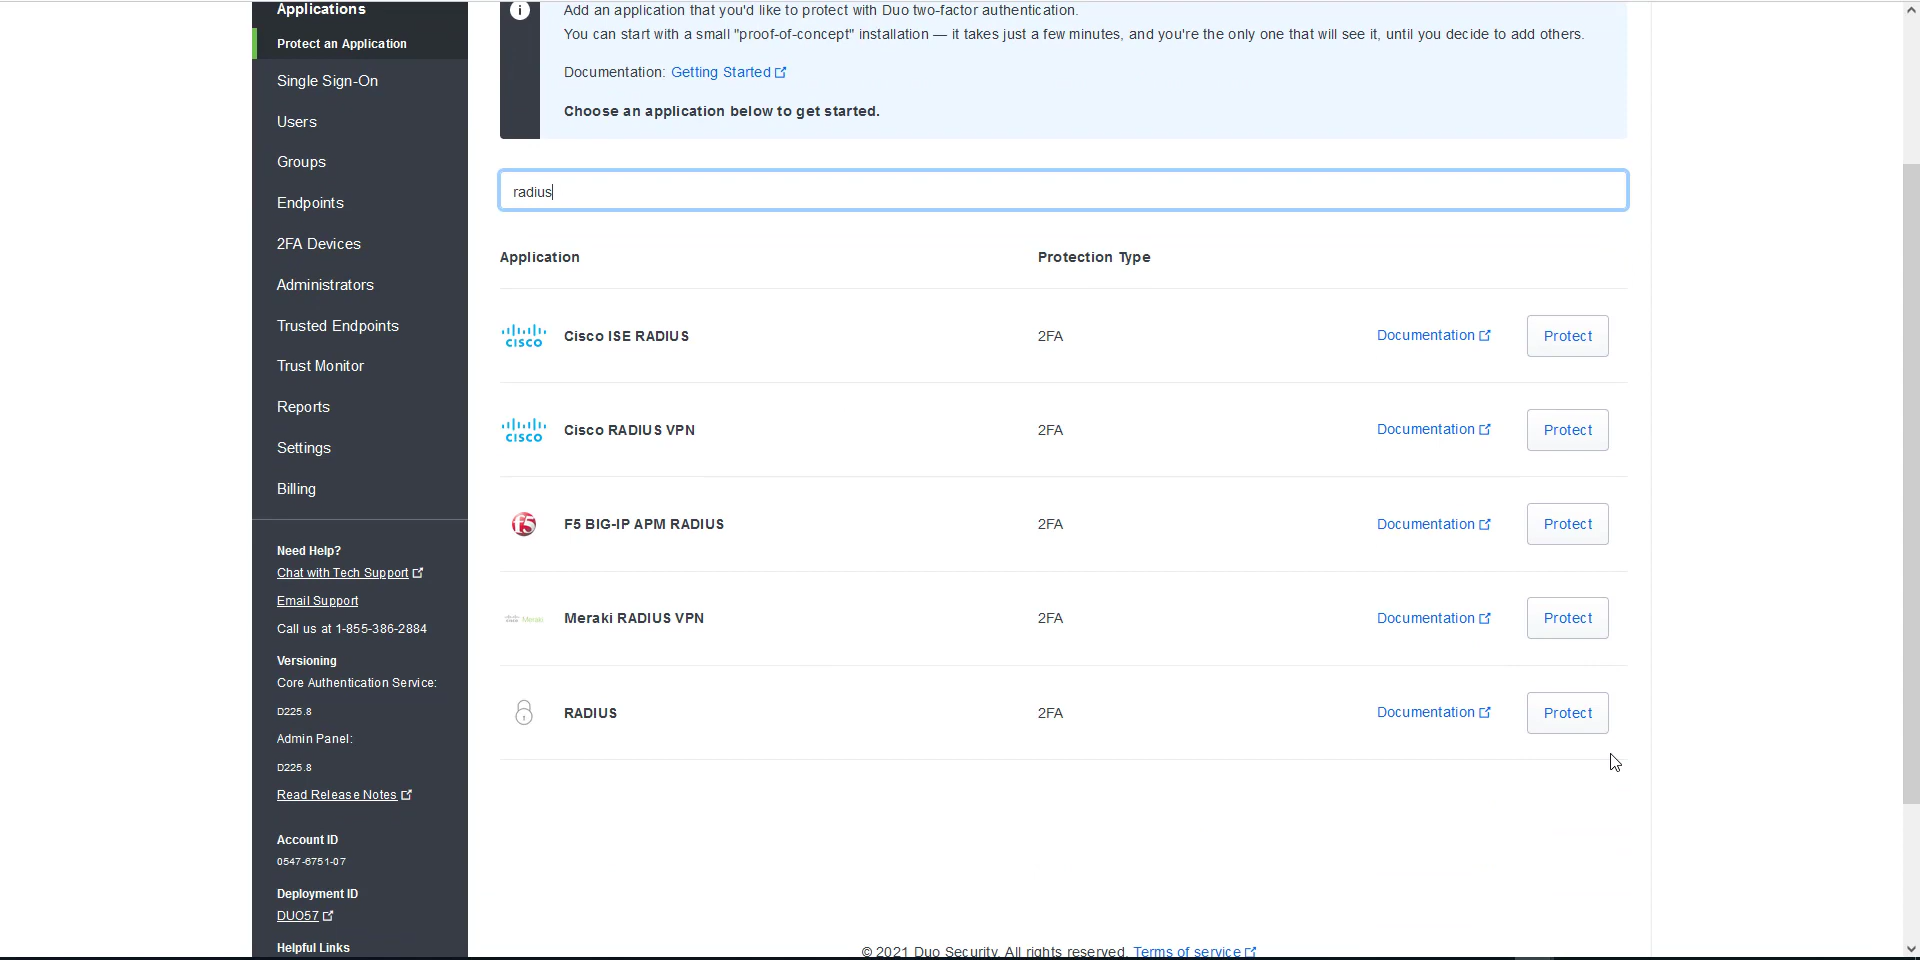 Applications
Protect an Application
Single Sign-On
Users
Groups
Endpoints
2FA Devices
Administrators
Trusted Endpoints
Trust Monitor
Reports
Settings
Billing
Need Help?
Chat with Tech Support
Email Support
Call us at 1-855-386-2884
Versioning
Core Authentication Service:
D225.8
Admin Panel:
D225.8
Read Release Notes
Account ID
0547-6751-07
Deployment ID
DUO57
Helpful Links
Add an application that you'd like to protect with Duo two-factor authentication.
You can start with a small "proof-of-concept" installation — it takes just a few minutes, and you're the only one that will see it, until you decide to add others.
Documentation: Getting Started
Choose an application below to get started.
radius
Application Protection Type
CISCO Cisco ISE RADIUS 2FA Documentation Protect
CISCO Cisco RADIUS VPN 2FA Documentation Protect
f5 F5 BIG-IP APM RADIUS 2FA Documentation Protect
Meraki Meraki RADIUS VPN 2FA Documentation Protect
RADIUS 2FA Documentation Protect
© 2021 Duo Security. All rights reserved. Terms of service